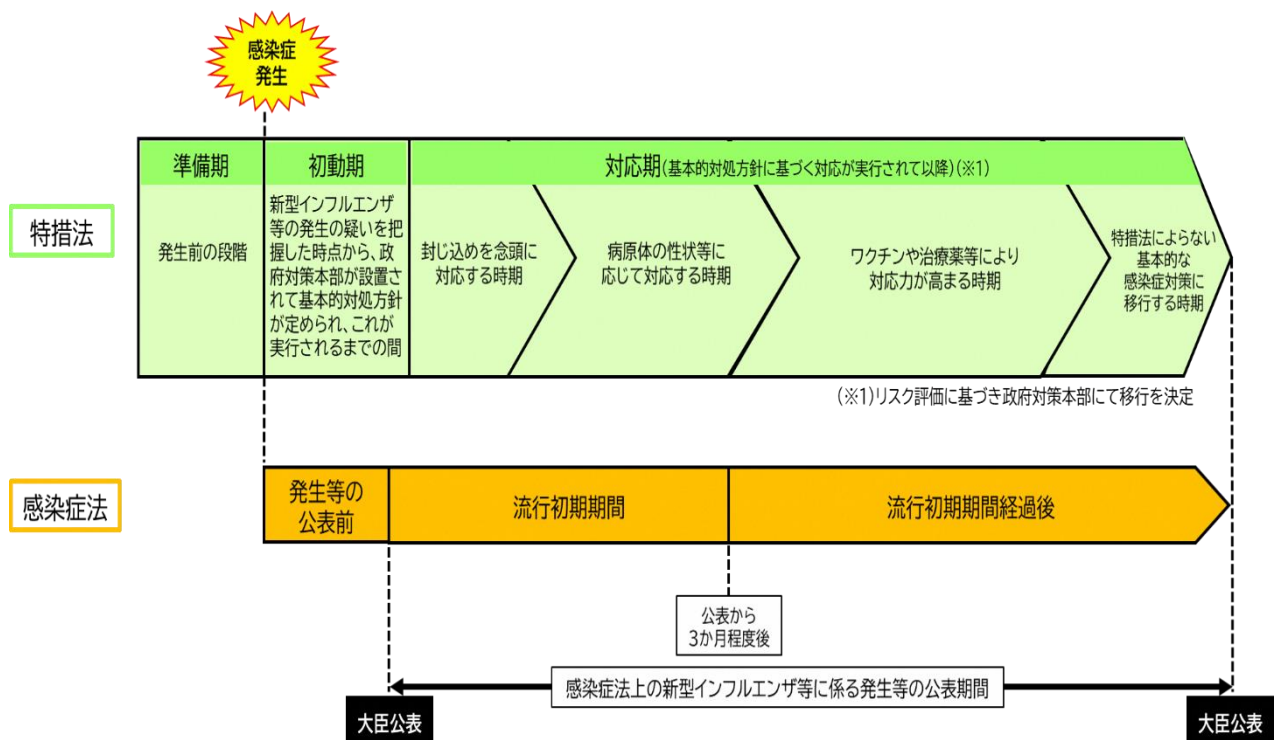 感染症
発生
準備期
初動期
対応期(基本的対処方針に基づく対応が実行されて以降)(※1)
特措法
発生前の段階
新型インフルエンザ
等の発生の疑いを把
握した時点から、政
府対策本部が設置され
て基本的対処方針
が定められ、これが
実行されるまでの間
封じ込めを念頭に
対応する時期
病原体の性状等に
応じて対応する時期
ワクチンや治療薬等により
対応力が高まる時期
特措法によらない
基本的な
感染症対策に
移行する時期
(※1)リスク評価に基づき政府対策本部にて移行を決定
感染症法
発生等の
公表前
流行初期期間
流行初期期間経過後
公表から
3か月程度後
感染症法上の新型インフルエンザ等に係る発生等の公表期間
大臣公表
大臣公表